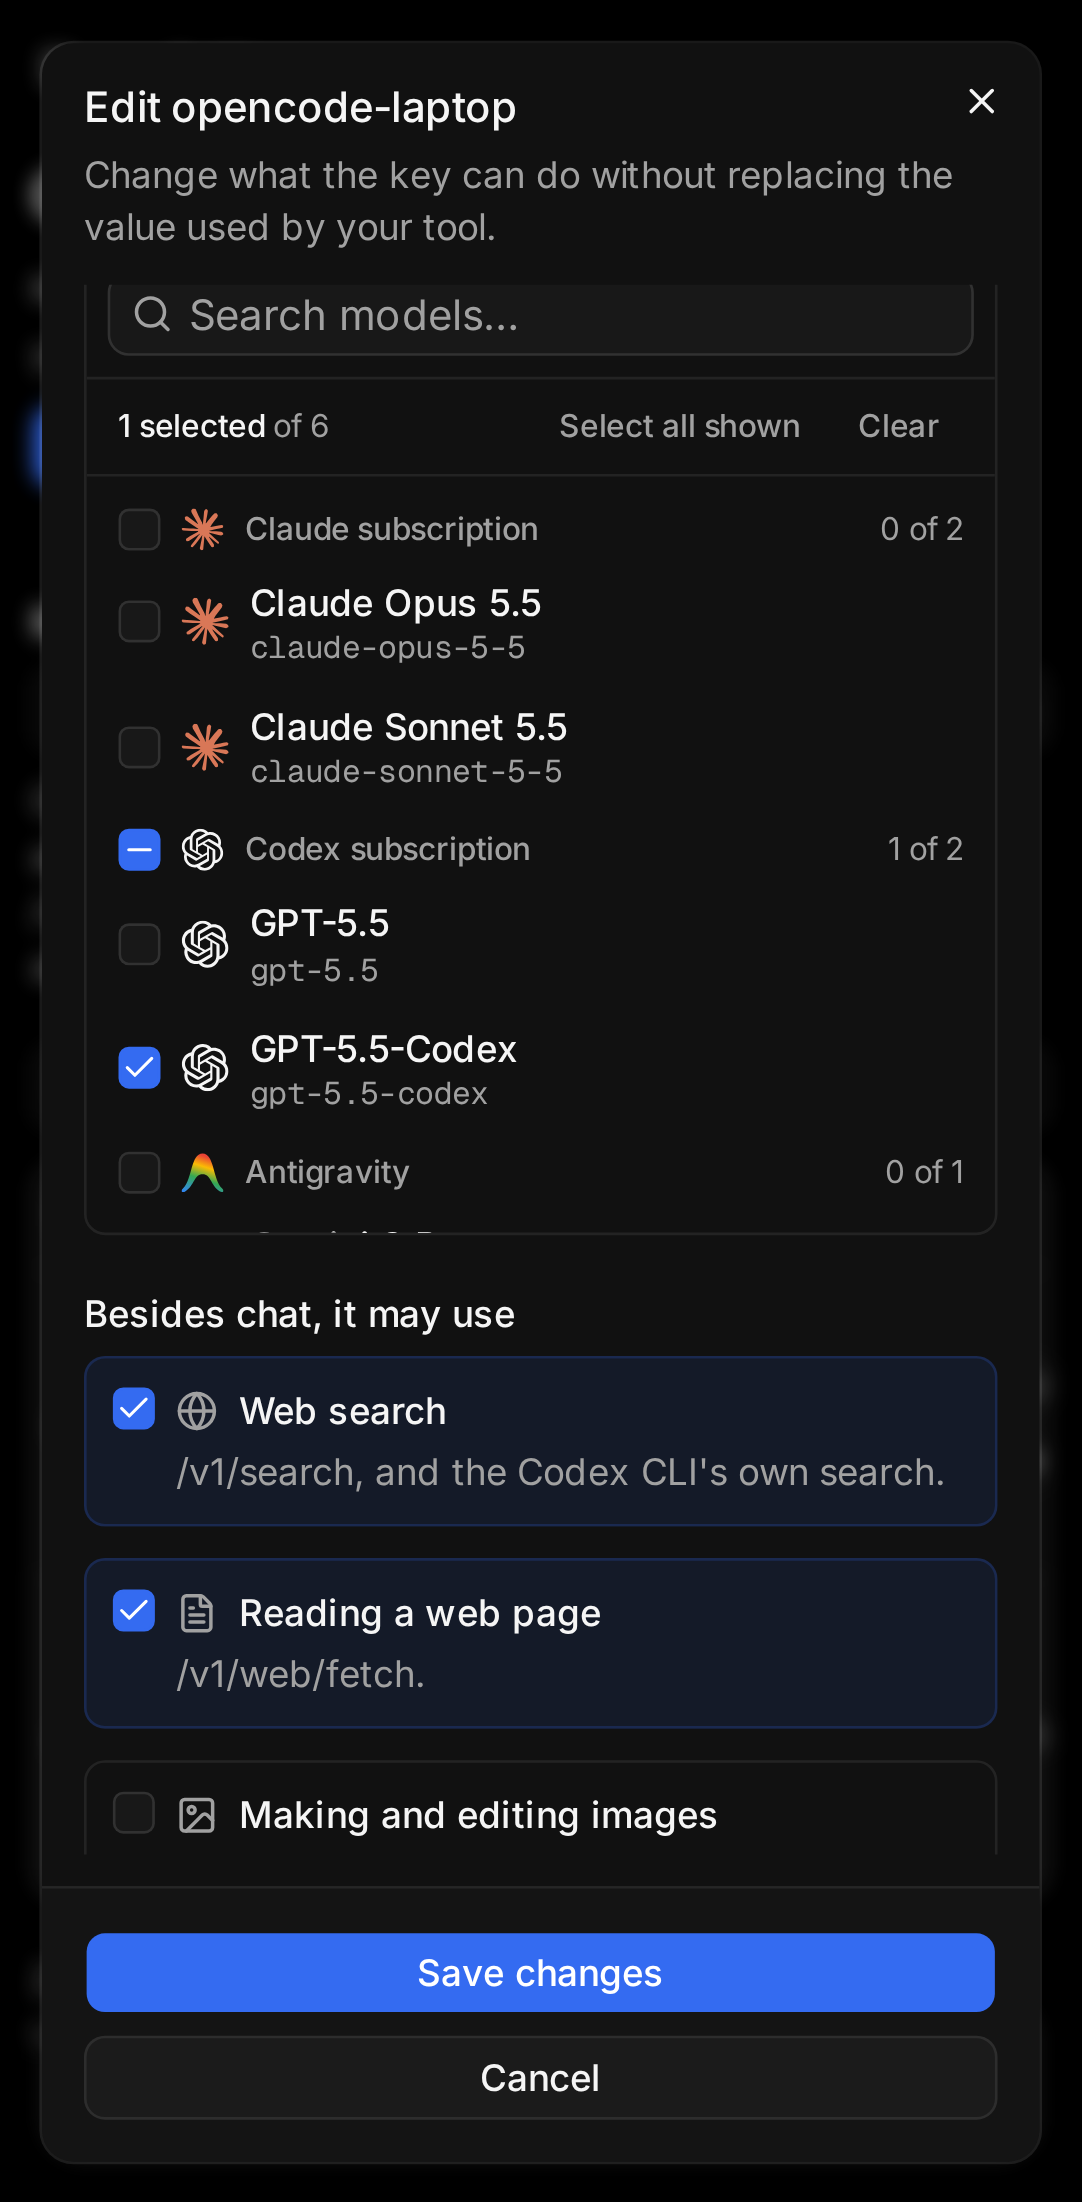 Edit opencode-laptop
Change what the key can do without replacing the
value used by your tool.
Search models...
1 selected of 6
Select all shown
Clear
Claude subscription
0 of 2
Claude Opus 5.5
claude-opus-5-5
Claude Sonnet 5.5
claude-sonnet-5-5
Codex subscription
1 of 2
GPT-5.5
gpt-5.5
GPT-5.5-Codex
gpt-5.5-codex
Antigravity
0 of 1
Besides chat, it may use
Web search
/v1/search, and the Codex CLI's own search.
Reading a web page
/v1/web/fetch.
Making and editing images
Save changes
Cancel